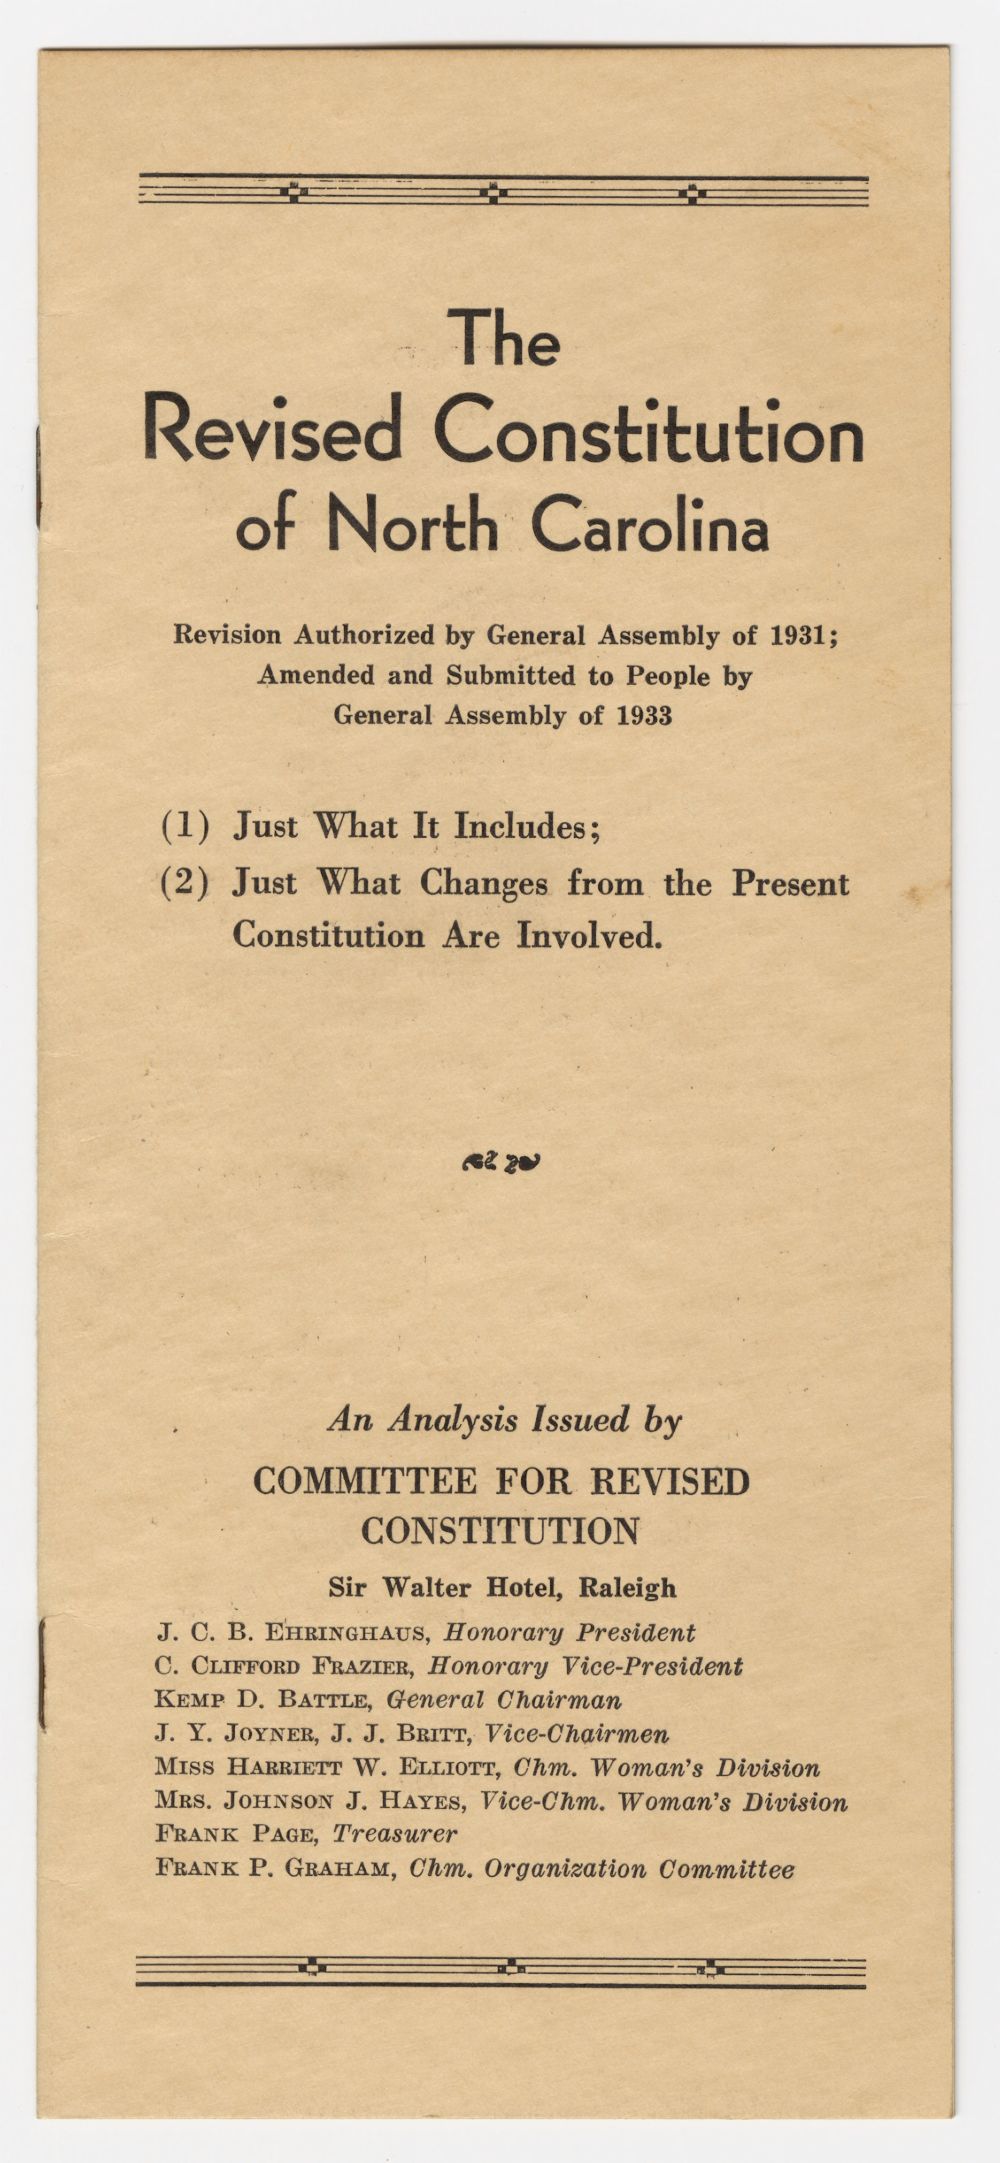 The
Revised Constitution
of North Carolina
Revision Authorized by General Assembly of 1931;
Amended and Submitted to People by
General Assembly of 1933
(1) Just What It Includes;
(2) Just What Changes from the Present
Constitution Are Involved.
An Analysis Issued by
COMMITTEE FOR REVISED
CONSTITUTION
Sir Walter Hotel, Raleigh
J. C. B. EHRINGHAUS, Honorary President
C. CLIFFORD FRAZIER, Honorary Vice-President
KEMP D. BATTLE, General Chairman
J. Y. JOYNER, J. J. BRITT, Vice-Chairmen
MISS HARRIETT W. ELLIOTT, Chm. Woman's Division
MRS. JOHNSON J. HAYES, Vice-Chm. Woman's Division
FRANK PAGE, Treasurer
FRANK P. GRAHAM, Chm. Organization Committee